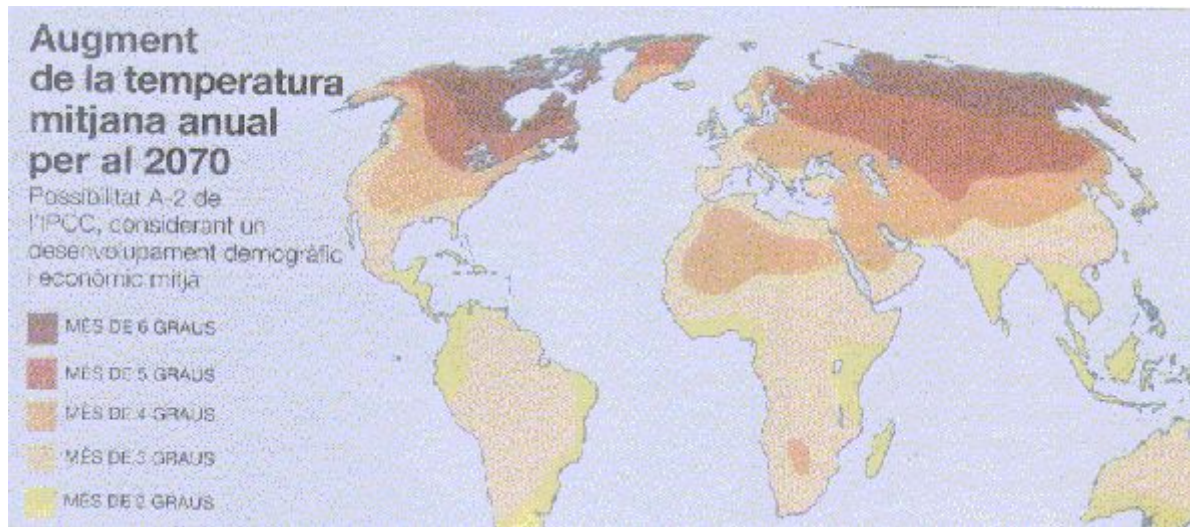 Augment
de la temperatura
mitjana anual
per al 2070
Possibilitat A-2 de
l'IPCC, considerant un
desenvolupament demogràfic
i econòmic mitjà
MÉS DE 6 GRAUS
MÉS DE 5 GRAUS
MÉS DE 4 GRAUS
MÉS DE 3 GRAUS
MÉS DE 2 GRAUS